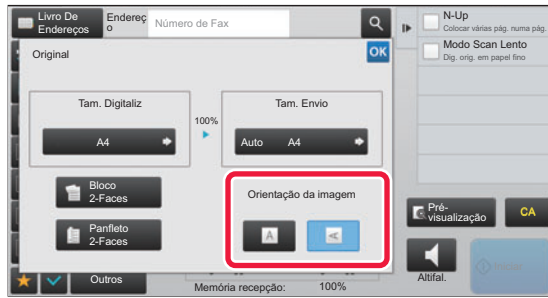 Livro De
Endereços
Endereç
o
Número de Fax
N-Up
Colocar várias pág. numa pág.
Modo Scan Lento
Dig. orig. em papel fino
Original
OK
Tam. Digitaliz
100%
Tam. Envio
A4
Auto A4
Bloco
2-Faces
Orientação da imagem
Panfleto
2-Faces
A
A
Pré-
visualização
CA
Outros
Memória recepção: 100%
Altifal.
Iniciar